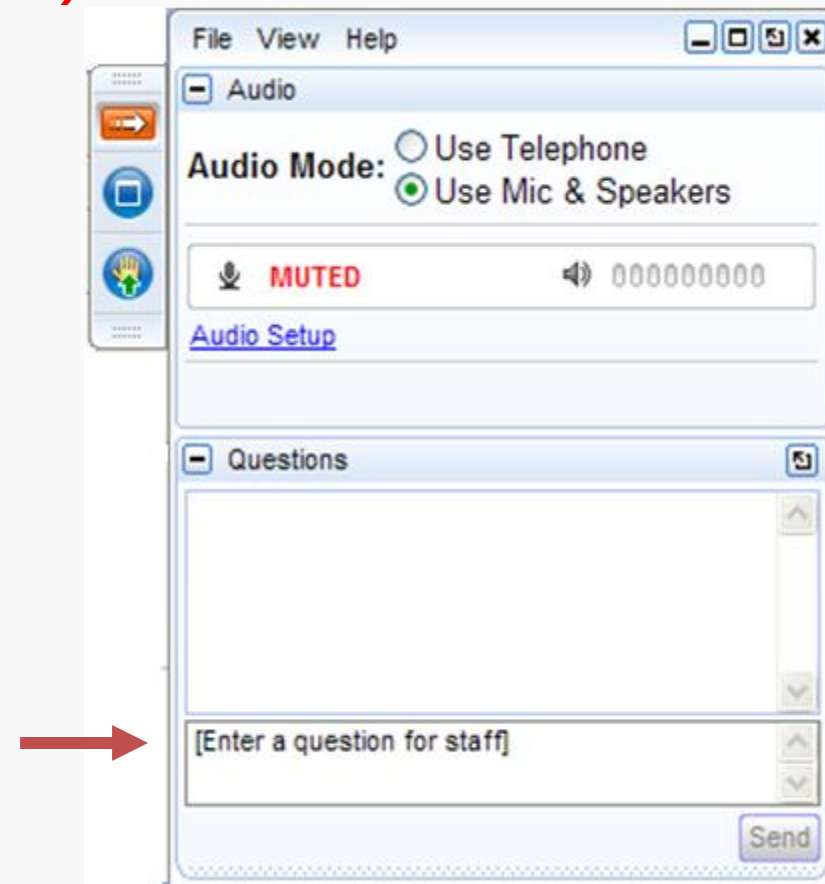 File View Help
Audio
Audio Mode: Use Telephone
Use Mic & Speakers
MUTED 000000000
Audio Setup
Questions
[Enter a question for staff]
Send